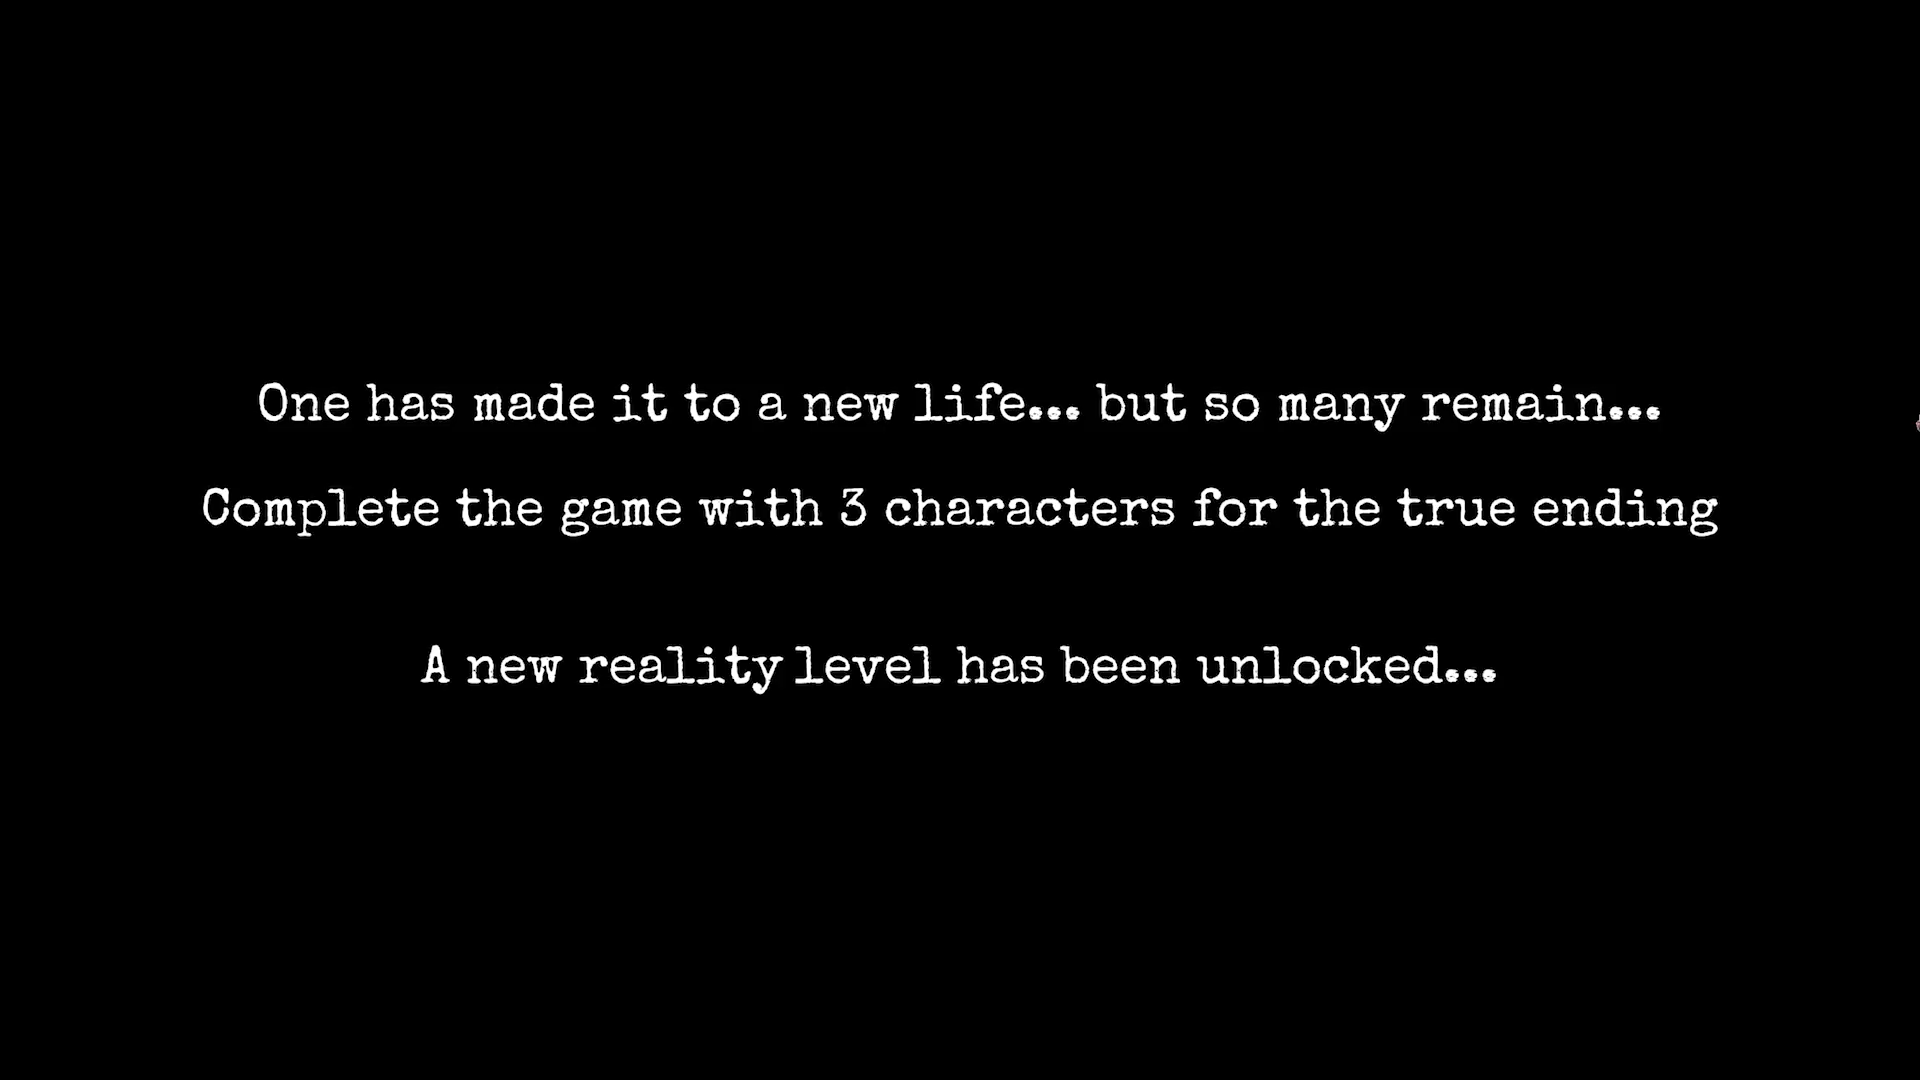 One has made it to a new life... but so many remain...
Complete the game with 3 characters for the true ending
A new reality level has been unlocked...